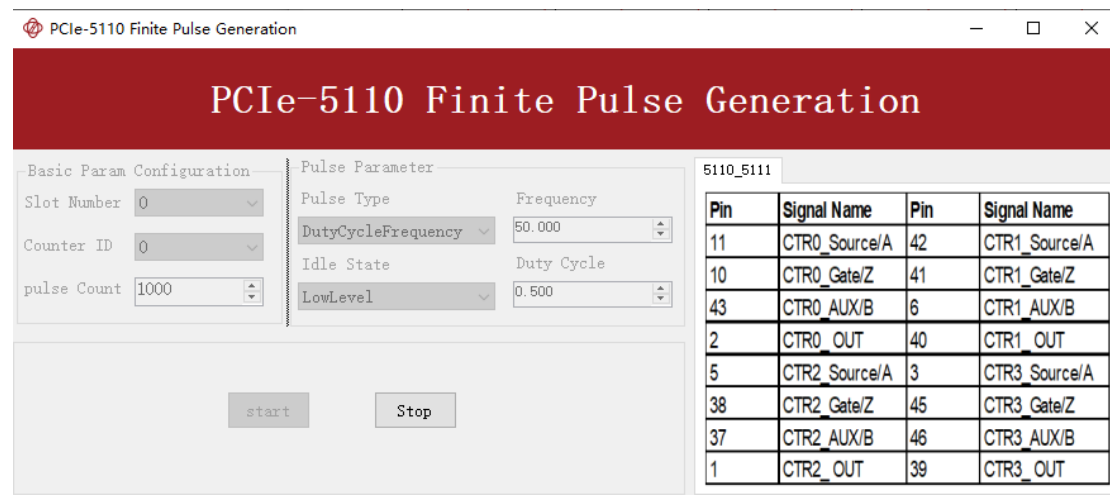 PCIe-5110 Finite Pulse Generation
PCIe-5110 Finite Pulse Generation
Basic Param Configuration
Slot Number 0
Counter ID 0
pulse Count 1000
Pulse Parameter
Pulse Type Frequency
DutyCycleFrequency 50.000
Idle State Duty Cycle
LowLevel 0.500
start Stop
5110_5111
Pin Signal Name Pin Signal Name
11 CTR0_Source/A 42 CTR1_Source/A
10 CTR0_Gate/Z 41 CTR1_Gate/Z
43 CTR0_AUX/B 6 CTR1_AUX/B
2 CTR0_OUT 40 CTR1_OUT
5 CTR2_Source/A 3 CTR3_Source/A
38 CTR2_Gate/Z 45 CTR3_Gate/Z
37 CTR2_AUX/B 46 CTR3_AUX/B
1 CTR2_OUT 39 CTR3_OUT